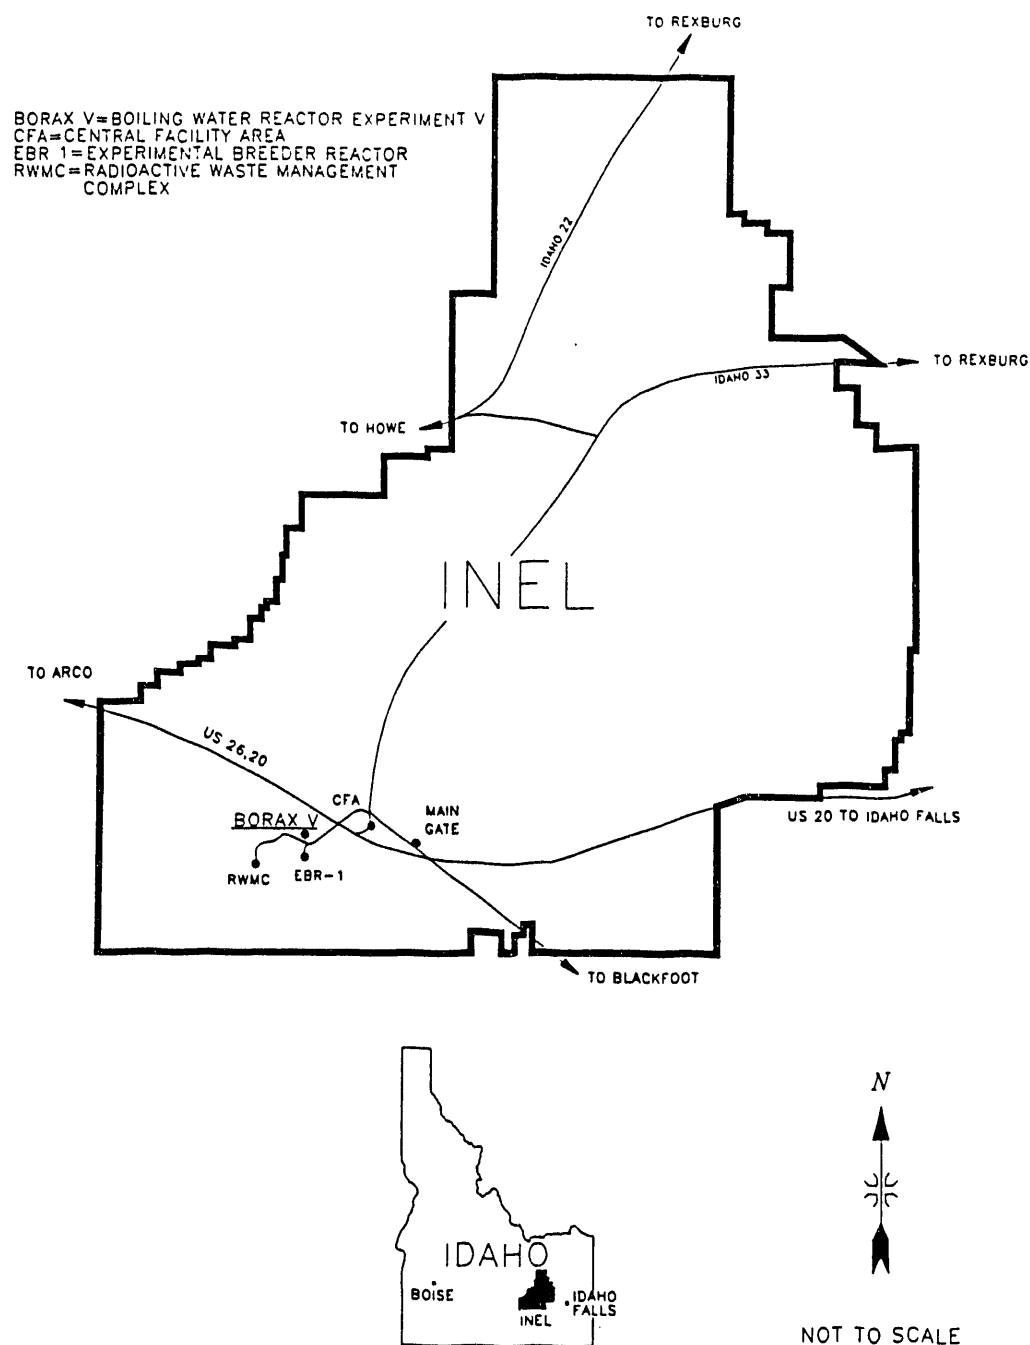 TO REXBURG
BORAX V=BOILING WATER REACTOR EXPERIMENT V
CFA=CENTRAL FACILITY AREA
EBR 1=EXPERIMENTAL BREEDER REACTOR
RWMC=RADIOACTIVE WASTE MANAGEMENT
COMPLEX
IDAHO 22
TO REXBURG
IDAHO 33
TO HOWE
INEL
TO ARCO
US 26,20
CFA
MAIN
GATE
BORAX V
US 20 TO IDAHO FALLS
RWMC
EBR-1
TO BLACKFOOT
N
IDAHO
BOISE
IDAHO
FALLS
INEL
NOT TO SCALE